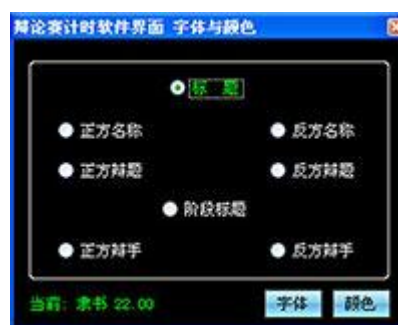 辩论赛计时软件界面 字体与颜色
标 题
正方名称 反方名称
正方辩题 反方辩题
阶段标题
正方辩手 反方辩手
当前: 隶书 22.00 字体 颜色